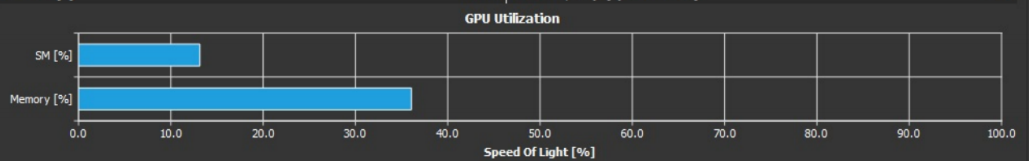 GPU Utilization
SM [%]
Memory [%]
0.0 10.0 20.0 30.0 40.0 50.0 60.0 70.0 80.0 90.0 100.0
Speed Of Light [%]